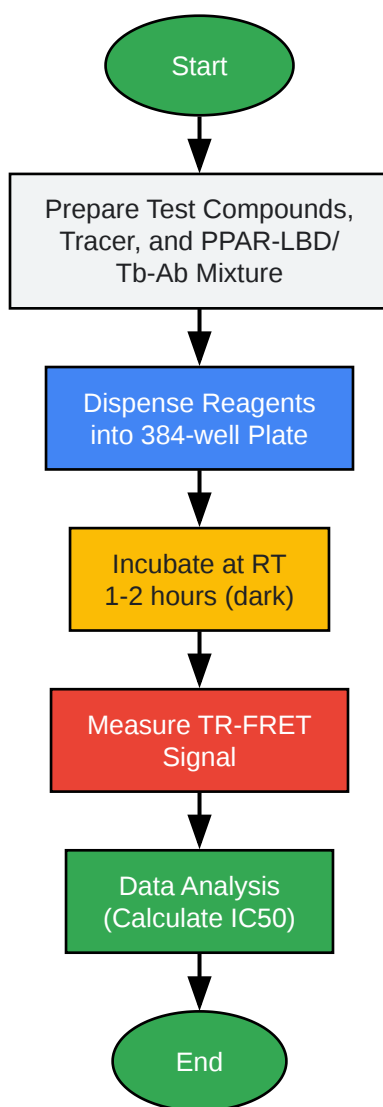 Start
Prepare Test Compounds,
Tracer, and PPAR-LBD/
Tb-Ab Mixture
Dispense Reagents
into 384-well Plate
Incubate at RT
1-2 hours (dark)
Measure TR-FRET
Signal
Data Analysis
(Calculate IC50)
End